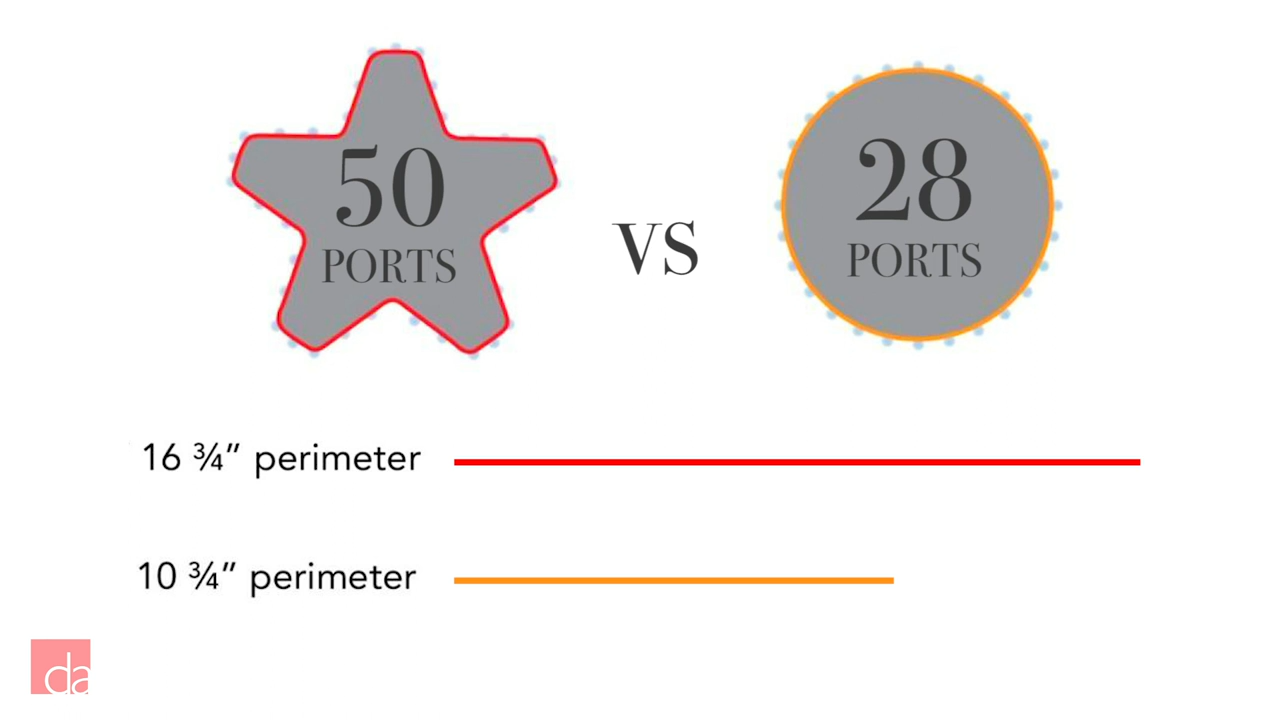 50
PORTS
VS
28
PORTS
16 ¾” perimeter
10 ¾” perimeter
da